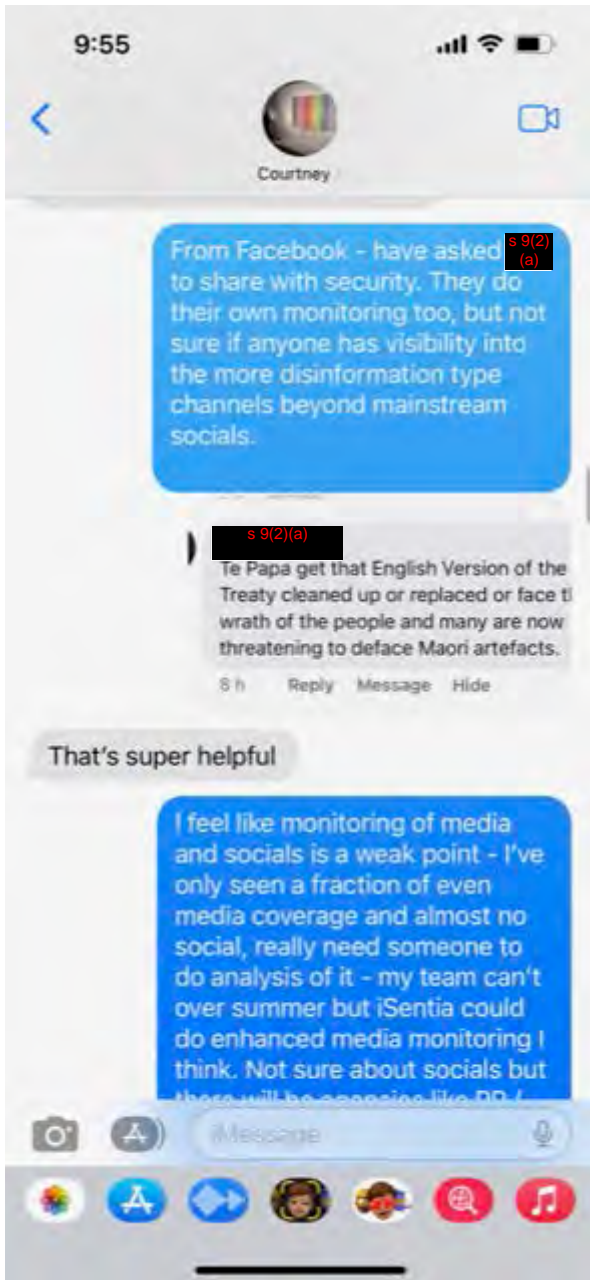 9:55
Courtney
From Facebook - have asked s 9(2)
(a)
to share with security. They do
their own monitoring too, but not
sure if anyone has visibility into
the more disinformation type
channels beyond mainstream
socials.
s 9(2)(a)
Te Papa get that English Version of the
Treaty cleaned up or replaced or face t
wrath of the people and many are now
threatening to deface Maori artefacts.
8 h Reply Message Hide
That's super helpful
I feel like monitoring of media
and socials is a weak point - I've
only seen a fraction of even
media coverage and almost no
social, really need someone to
do analysis of it - my team can't
over summer but iSentia could
do enhanced media monitoring I
think. Not sure about socials but
there will be agencies like PR /
iMessage